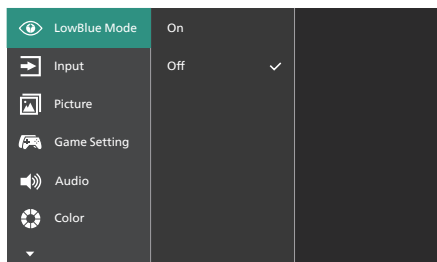 LowBlue Mode
On
Input
Off
Picture
Game Setting
Audio
Color